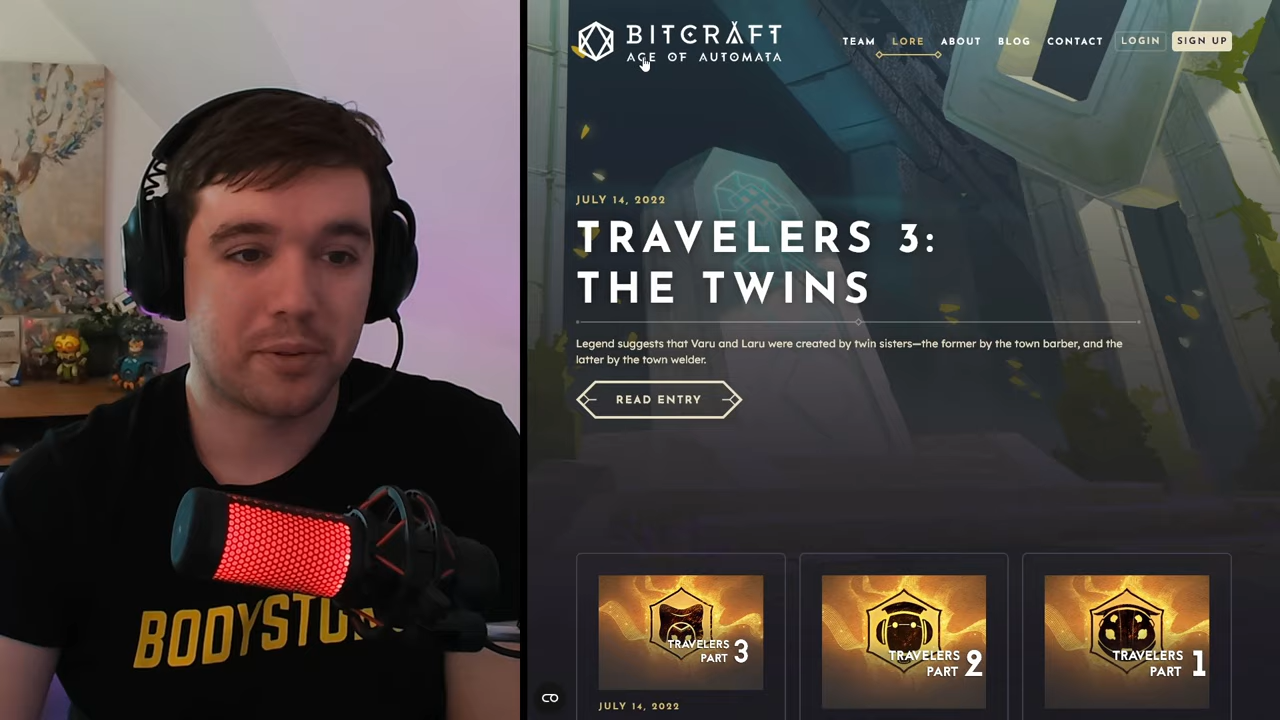 BITCRAFT
AGE OF AUTOMATA
TEAM LORE ABOUT BLOG CONTACT LOGIN SIGN UP
JULY 14, 2022
TRAVELERS 3:
THE TWINS
Legend suggests that Varu and Laru were created by twin sisters—the former by the town barber, and the
latter by the town welder.
READ ENTRY
TRAVELERS
PART 3
TRAVELERS
PART 2
TRAVELERS
PART 1
JULY 14, 2022